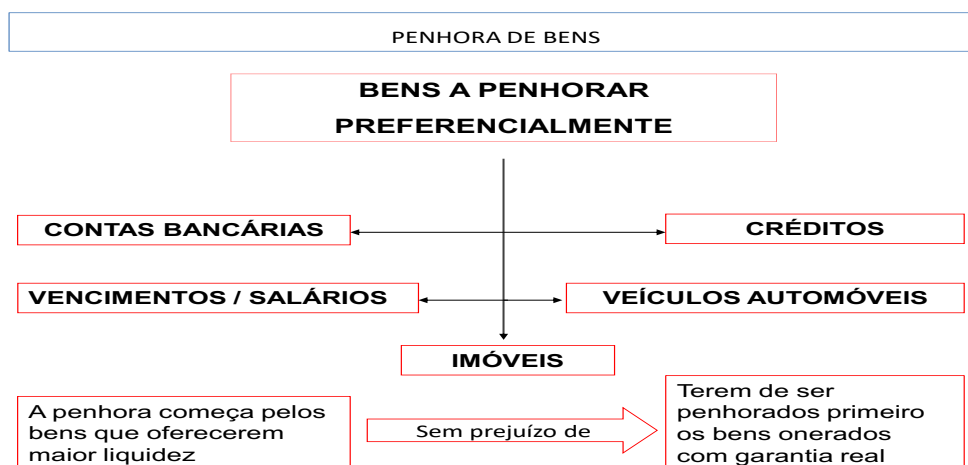 PENHORA DE BENS
BENS A PENHORAR
PREFERENCIALMENTE
CONTAS BANCÁRIAS
CRÉDITOS
VENCIMENTOS / SALÁRIOS
VEÍCULOS AUTOMÓVEIS
IMÓVEIS
A penhora começa pelos
bens que oferecerem
maior liquidez
Sem prejuízo de
Terem de ser
penhorados primeiro
os bens onerados
com garantia real